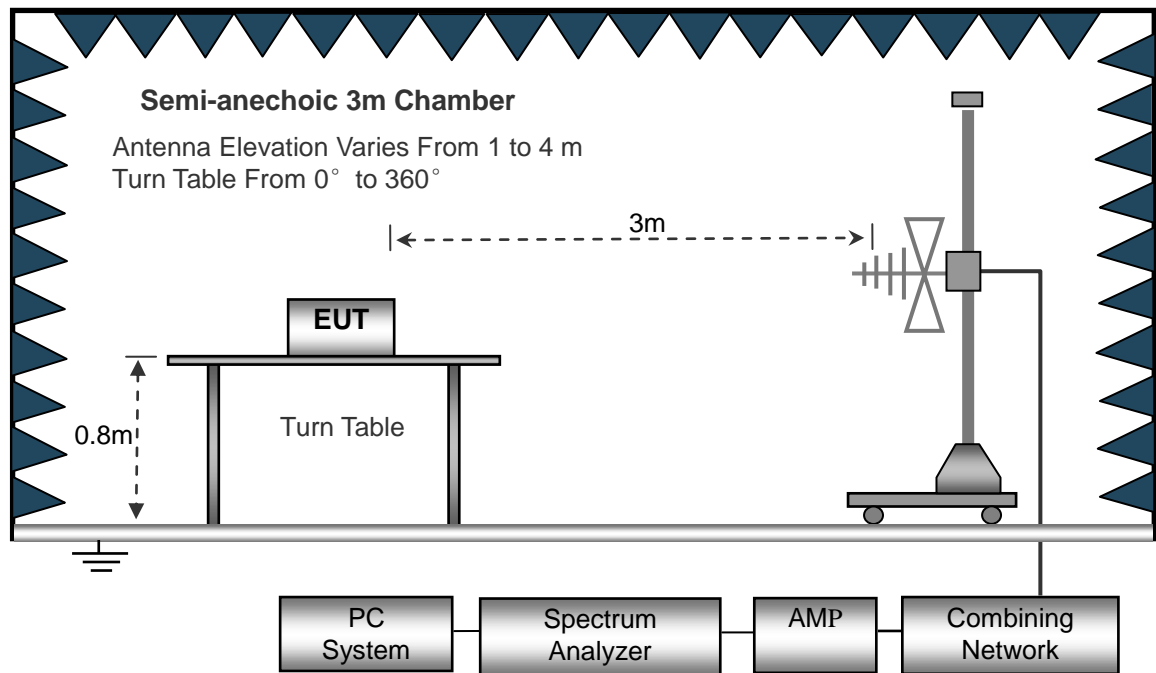 Semi-anechoic 3m Chamber
Antenna Elevation Varies From 1 to 4 m
Turn Table From 0° to 360°
3m
EUT
0.8m
Turn Table
PC
System
Spectrum
Analyzer
AMP
Combining
Network